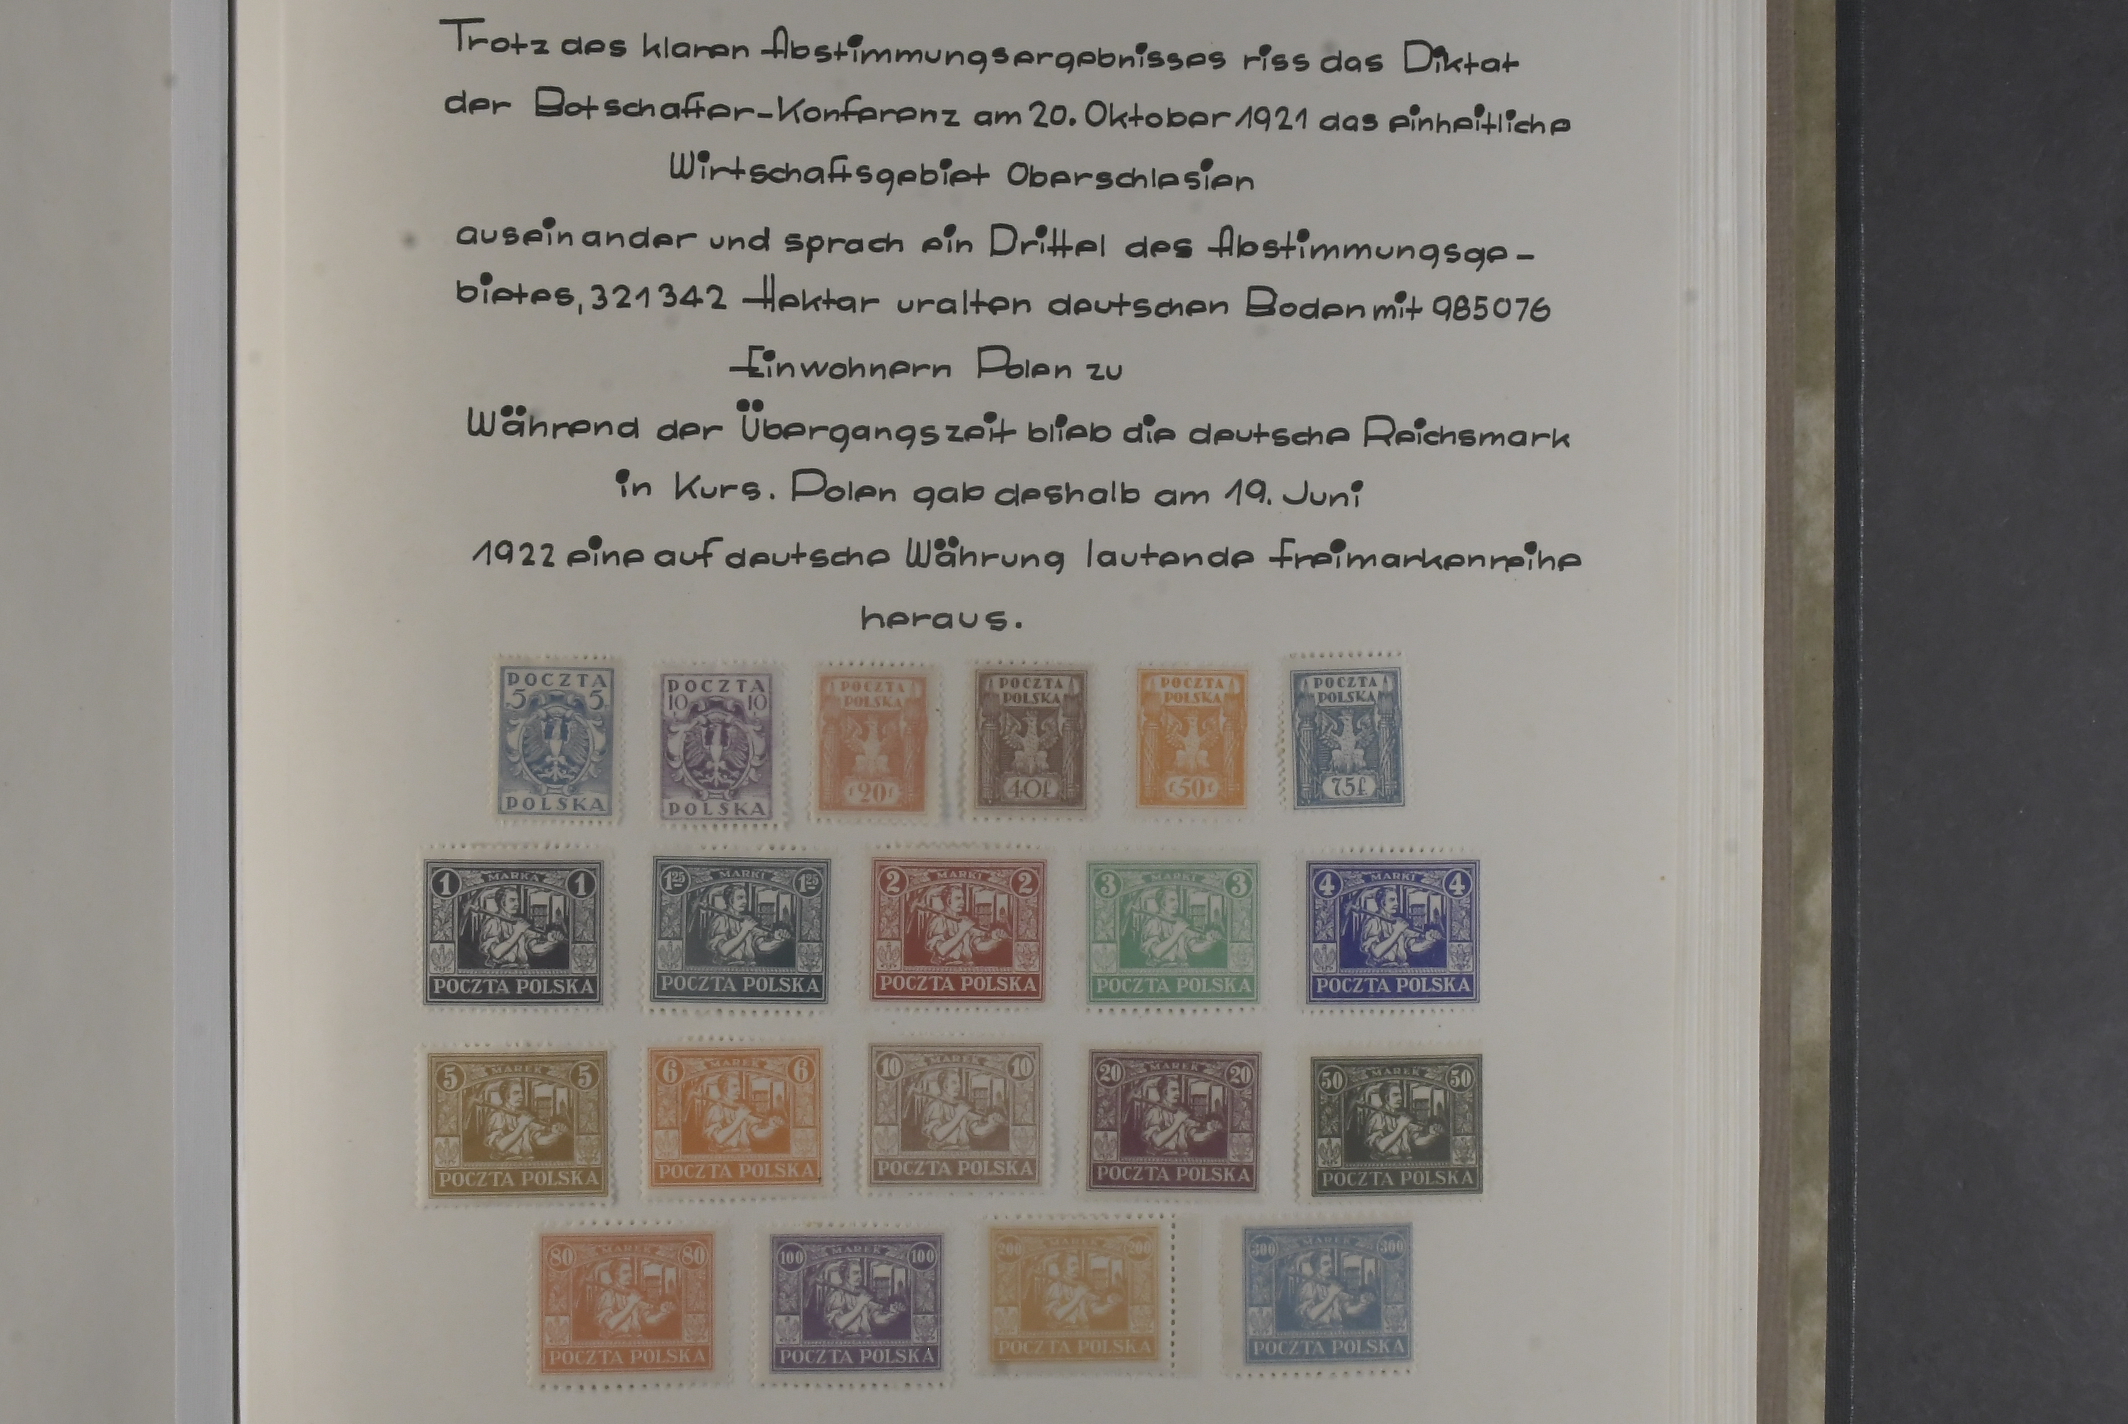 Trotz des klaren Abstimmungsergebnisses riss das Diktat
der Botschafter-Konferenz am 20. Oktober 1921 das einheitliche
Wirtschaftsgebiet Oberschlesien
auseinander und sprach ein Drittel des Abstimmungsge-
bietes, 321342 Hektar uralten deutschen Boden mit 985076
Einwohnern Polen zu
Während der Übergangszeit blieb die deutsche Reichsmark
in Kurs. Polen gab deshalb am 19. Juni
1922 eine auf deutsche Währung lautende Freimarkenreihe
heraus.
POCZTA
5 5
POLSKA
POCZTA
10 10
POLSKA
POCZTA
POLSKA
f 20 f
POCZTA
POLSKA
40f
POCZTA
POLSKA
f 50 f
POCZTA
POLSKA
75f
1 MARKA 1
POCZTA POLSKA
1 25 MARKI 1 25
POCZTA POLSKA
2 MARKI 2
POCZTA POLSKA
3 MARKI 3
POCZTA POLSKA
4 MARKI 4
POCZTA POLSKA
5 MAREK 5
POCZTA POLSKA
6 MAREK 6
POCZTA POLSKA
10 MAREK 10
POCZTA POLSKA
20 MAREK 20
POCZTA POLSKA
50 MAREK 50
POCZTA POLSKA
80 MAREK 80
POCZTA POLSKA
100 MAREK 100
POCZTA POLSKA
200 MAREK 200
POCZTA POLSKA
300 MAREK 300
POCZTA POLSKA